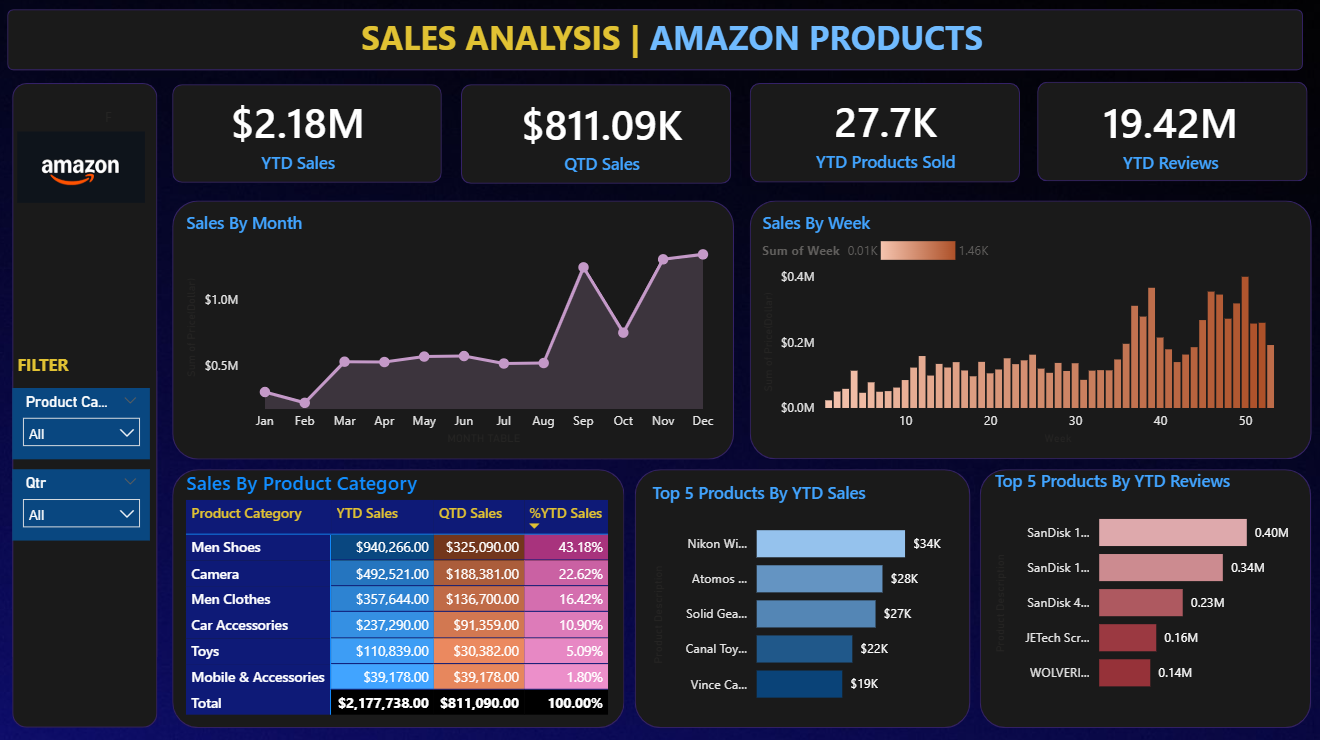 SALES ANALYSIS | AMAZON PRODUCTS
F
amazon
FILTER
Product Ca...
All
Qtr
All
$2.18M
YTD Sales
$811.09K
QTD Sales
27.7K
YTD Products Sold
19.42M
YTD Reviews
Sales By Month
$1.0M
$0.5M
Jan Feb Mar Apr May Jun Jul Aug Sep Oct Nov Dec
MONTH TABLE
Sales By Week
Sum of Week 0.01K 1.46K
$0.4M
$0.2M
$0.0M
10 20 30 40 50
Week
Sales By Product Category
Product Category YTD Sales QTD Sales %YTD Sales
Men Shoes $940,266.00 $325,090.00 43.18%
Camera $492,521.00 $188,381.00 22.62%
Men Clothes $357,644.00 $136,700.00 16.42%
Car Accessories $237,290.00 $91,359.00 10.90%
Toys $110,839.00 $30,382.00 5.09%
Mobile & Accessories $39,178.00 $39,178.00 1.80%
Total $2,177,738.00 $811,090.00 100.00%
Top 5 Products By YTD Sales
Product Description
Nikon Wi... $34K
Atomos ... $28K
Solid Gea... $27K
Canal Toy... $22K
Vince Ca... $19K
Top 5 Products By YTD Reviews
Product Description
SanDisk 1... 0.40M
SanDisk 1... 0.34M
SanDisk 4... 0.23M
JETech Scr... 0.16M
WOLVERI... 0.14M